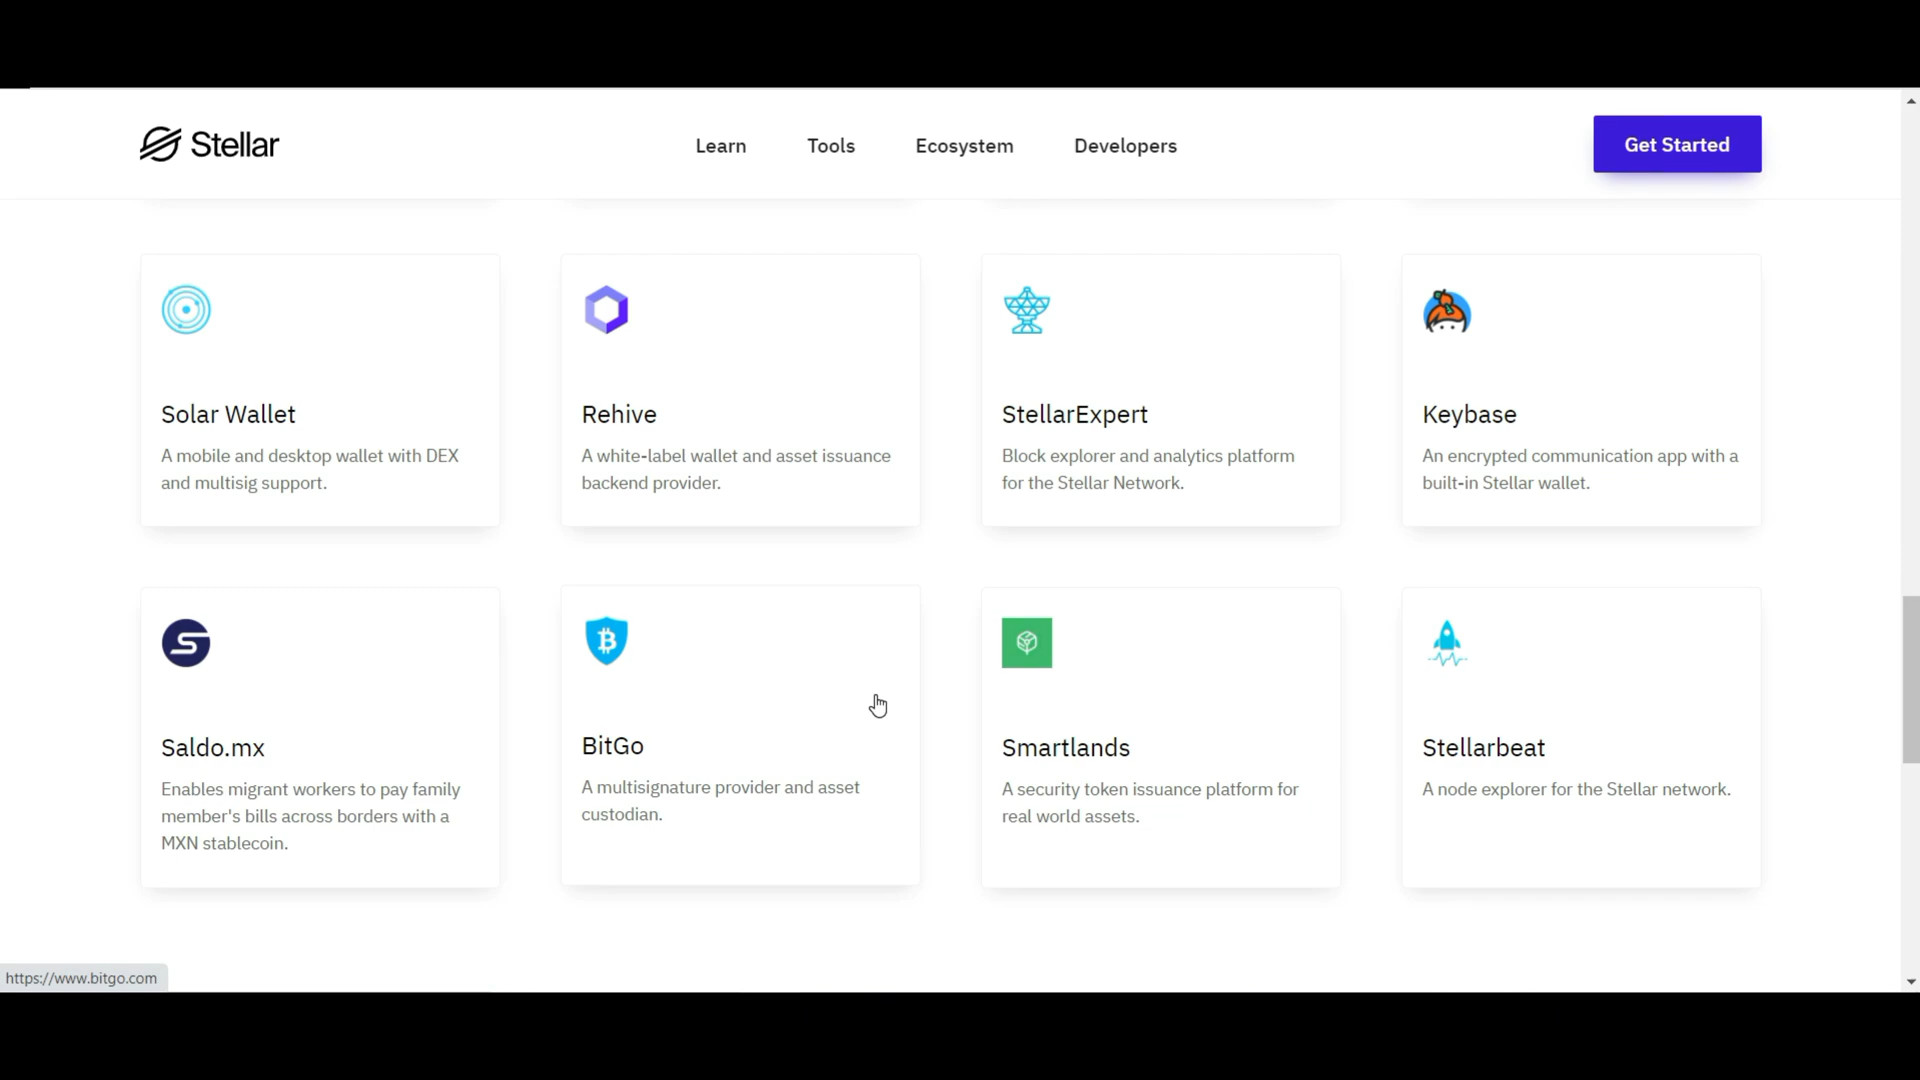 Stellar
Learn
Tools
Ecosystem
Developers
Get Started
Solar Wallet
A mobile and desktop wallet with DEX
and multisig support.
Rehive
A white-label wallet and asset issuance
backend provider.
StellarExpert
Block explorer and analytics platform
for the Stellar Network.
Keybase
An encrypted communication app with a
built-in Stellar wallet.
Saldo.mx
Enables migrant workers to pay family
member's bills across borders with a
MXN stablecoin.
BitGo
A multisignature provider and asset
custodian.
Smartlands
A security token issuance platform for
real world assets.
Stellarbeat
A node explorer for the Stellar network.
https://www.bitgo.com